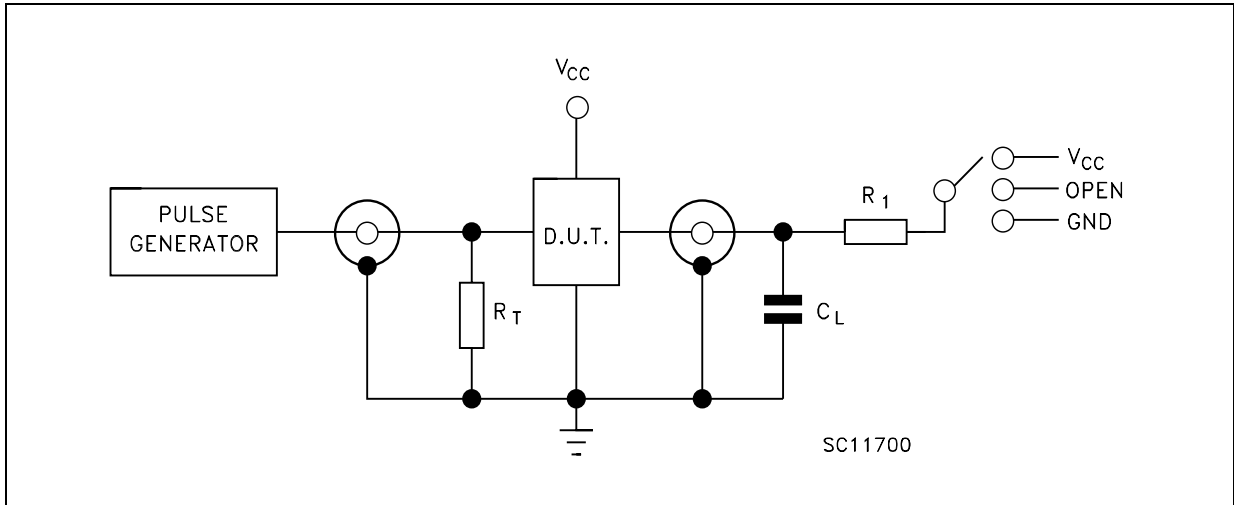 VCC
PULSE
GENERATOR
RT
D.U.T.
CL
R1
VCC
OPEN
GND
SC11700